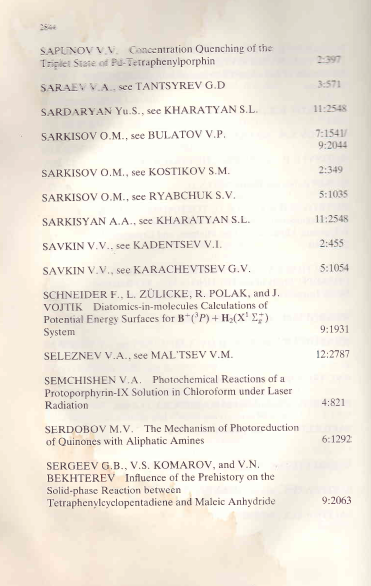 2844
SAPUNOV V.V. Concentration Quenching of the
Triplet State of Pd-Tetraphenylporphin 2:397
SARAEV V.A., see TANTSYREV G.D 3:571
SARDARYAN Yu.S., see KHARATYAN S.L. 11:2548
SARKISOV O.M., see BULATOV V.P. 7:1541/
9:2044
SARKISOV O.M., see KOSTIKOV S.M. 2:349
SARKISOV O.M., see RYABCHUK S.V. 5:1035
SARKISYAN A.A., see KHARATYAN S.L. 11:2548
SAVKIN V.V., see KADENTSEV V.I. 2:455
SAVKIN V.V., see KARACHEVTSEV G.V. 5:1054
SCHNEIDER F., L. ZÜLICKE, R. POLAK, and J.
VOJTIK Diatomics-in-molecules Calculations of
Potential Energy Surfaces for B⁺(³P) + H₂(X¹Σg⁺)
System 9:1931
SELEZNEV V.A., see MAL'TSEV V.M. 12:2787
SEMCHISHEN V.A. Photochemical Reactions of a
Protoporphyrin-IX Solution in Chloroform under Laser
Radiation 4:821
SERDOBOV M.V. The Mechanism of Photoreduction
of Quinones with Aliphatic Amines 6:1292
SERGEEV G.B., V.S. KOMAROV, and V.N.
BEKHTEREV Influence of the Prehistory on the
Solid-phase Reaction between
Tetraphenylcyclopentadiene and Maleic Anhydride 9:2063